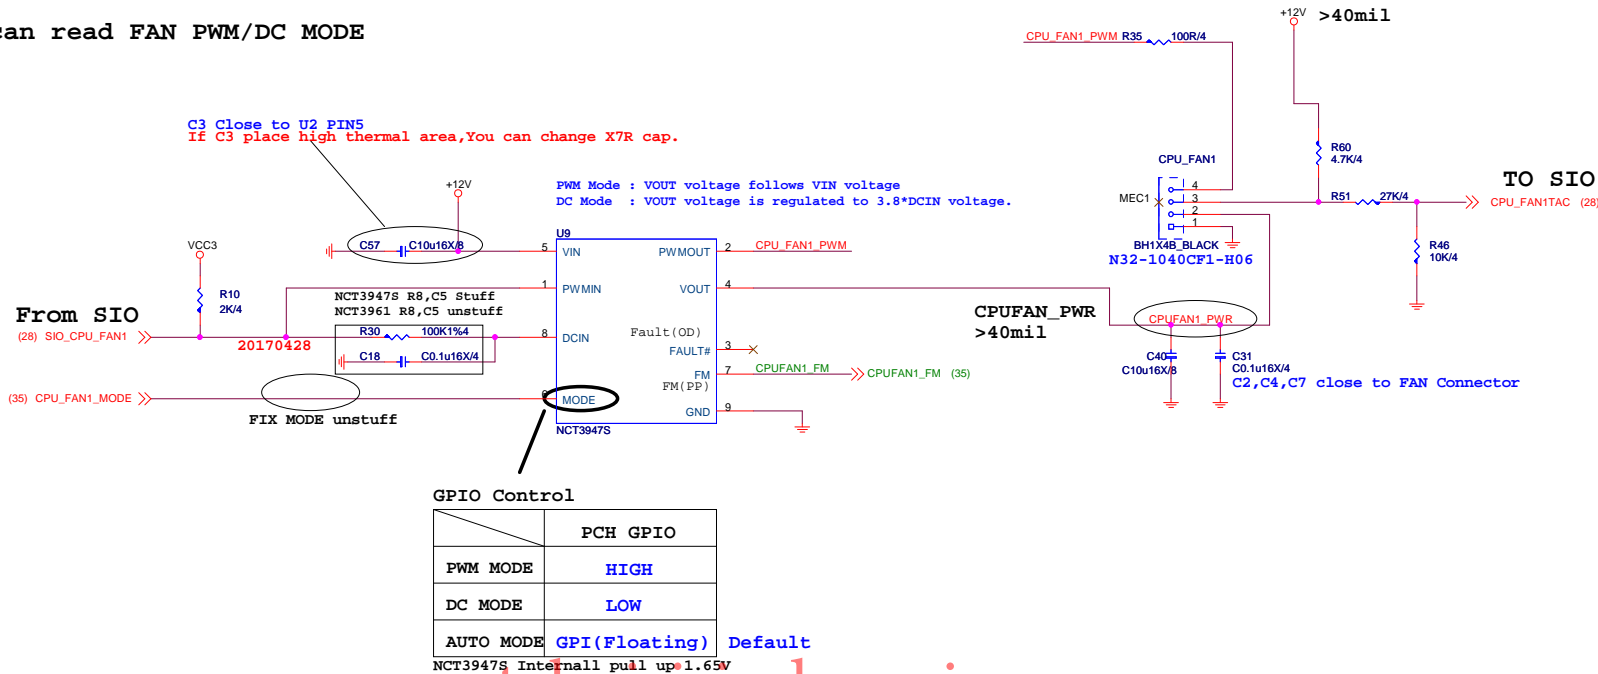 can read FAN PWM/DC MODE
+12V >40mil
CPU_FAN1_PWM R35 100R/4
C3 Close to U2 PIN5
If C3 place high thermal area,You can change X7R cap.
R60
4.7K/4
CPU_FAN1
+12V
PWM Mode : VOUT voltage follows VIN voltage
DC Mode : VOUT voltage is regulated to 3.8*DCIN voltage.
MEC1
4
3
2
1
R51 27K/4
TO SIO
CPU_FAN1TAC (28)
BH1X4B_BLACK
N32-1040CF1-H06
R46
10K/4
VCC3
C57 C10u16X/8
U9
5 VIN
PWMOUT 2 CPU_FAN1_PWM
R10
2K/4
NCT3947S R8,C5 Stuff
NCT3961 R8,C5 unstuff
1 PWMIN
VOUT 4
CPUFAN_PWR
>40mil
CPUFAN1_PWR
From SIO
(28) SIO_CPU_FAN1
20170428
R30 100K1%4
8 DCIN
Fault(OD)
FAULT# 3
C18 C0.1u16X/4
C40
C10u16X/8
C31
C0.1u16X/4
C2,C4,C7 close to FAN Connector
FM 7 CPUFAN1_FM CPUFAN1_FM (35)
FM(PP)
(35) CPU_FAN1_MODE
MODE
GND 9
FIX MODE unstuff
NCT3947S
GPIO Control
PCH GPIO
PWM MODE HIGH
DC MODE LOW
AUTO MODE GPI(Floating) Default
NCT3947S Internall pull up 1.65V